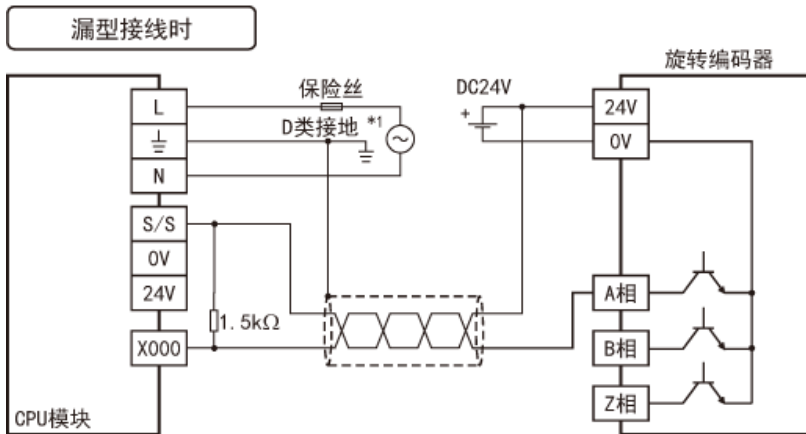 漏型接线时
旋转编码器
保险丝
DC24V
L
24V
D类接地 *1
+
0V
N
S/S
0V
24V
A相
1.5kΩ
X000
B相
Z相
CPU模块